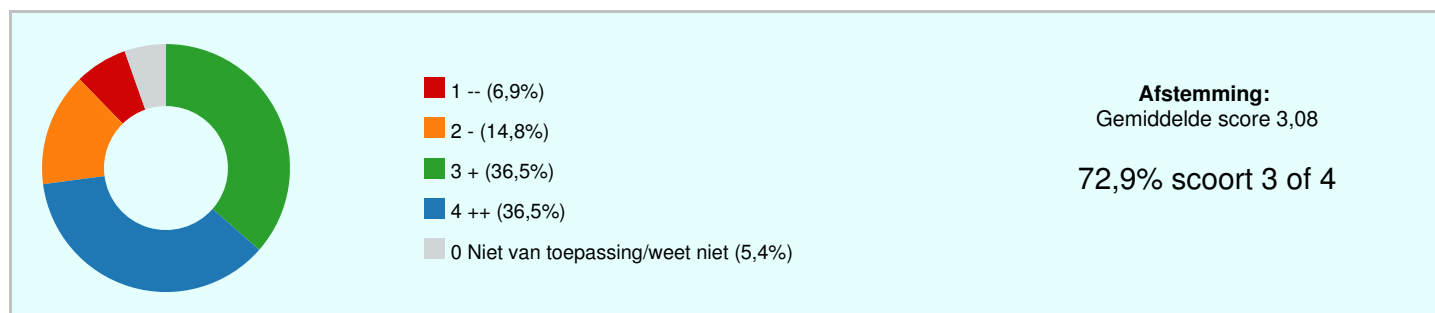 1 -- (6,9%)
2 - (14,8%)
3 + (36,5%)
4 ++ (36,5%)
0 Niet van toepassing/weet niet (5,4%)
Afstemming:
Gemiddelde score 3,08
72,9% scoort 3 of 4